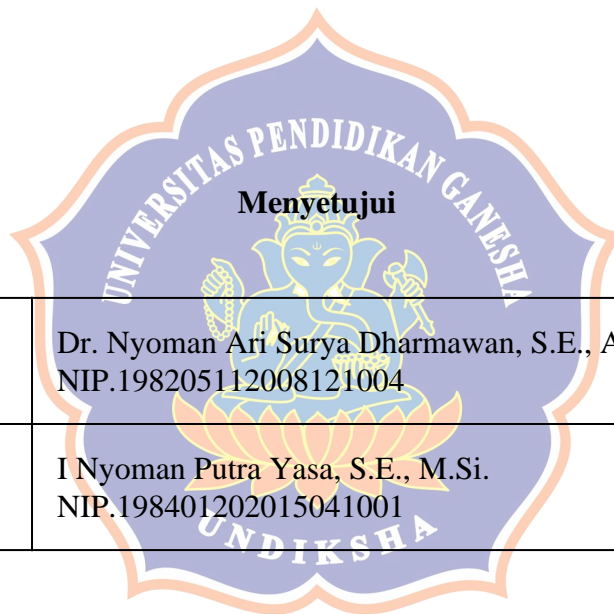 UNIVERSITAS PENDIDIKAN GANESHA
Menyetujui
Dr. Nyoman Ari Surya Dharmawan, S.E., A
NIP.198205112008121004
I Nyoman Putra Yasa, S.E., M.Si.
NIP.198401202015041001
UNDIKSHA